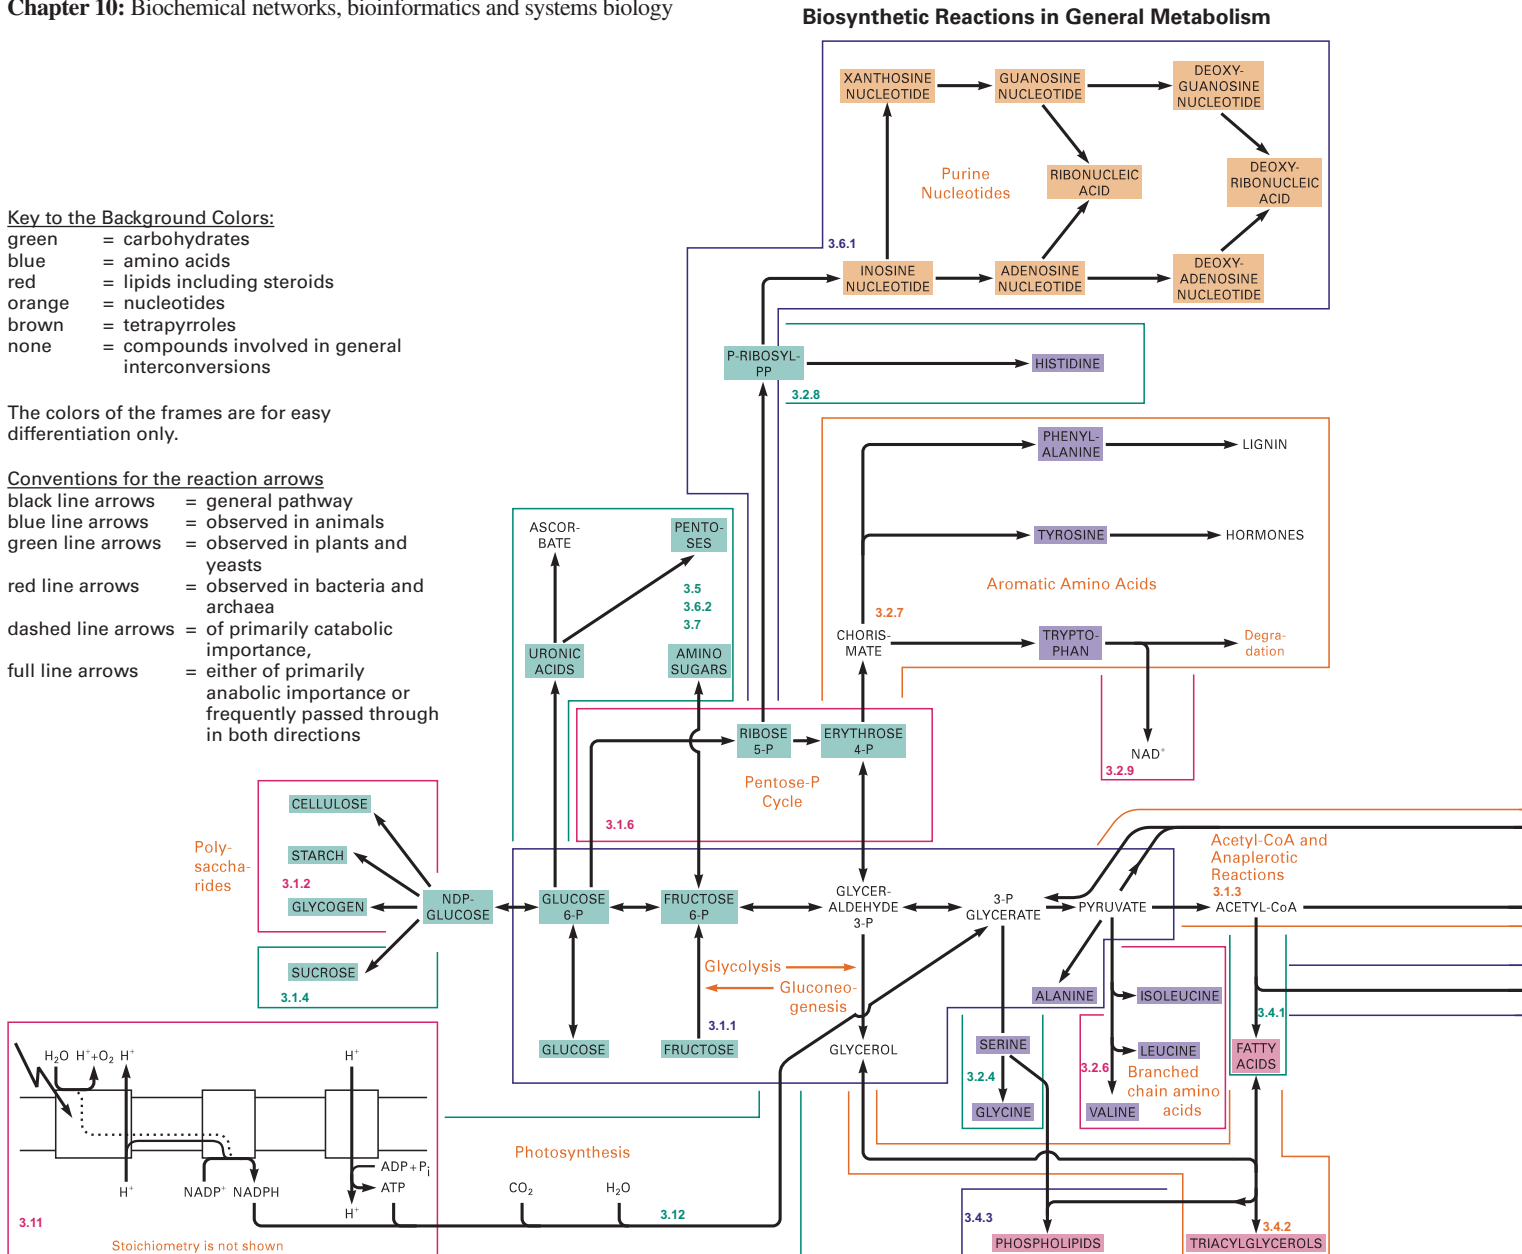 Chapter 10: Biochemical networks, bioinformatics and systems biology
Biosynthetic Reactions in General Metabolism
XANTHOSINE
NUCLEOTIDE
GUANOSINE
NUCLEOTIDE
DEOXY-
GUANOSINE
NUCLEOTIDE
Purine
Nucleotides
RIBONUCLEIC
ACID
DEOXY-
RIBONUCLEIC
ACID
3.6.1
INOSINE
NUCLEOTIDE
ADENOSINE
NUCLEOTIDE
DEOXY-
ADENOSINE
NUCLEOTIDE
Key to the Background Colors:
green = carbohydrates
blue = amino acids
red = lipids including steroids
orange = nucleotides
brown = tetrapyrroles
none = compounds involved in general
interconversions
The colors of the frames are for easy
differentiation only.
Conventions for the reaction arrows
black line arrows = general pathway
blue line arrows = observed in animals
green line arrows = observed in plants and
yeasts
red line arrows = observed in bacteria and
archaea
dashed line arrows = of primarily catabolic
importance,
full line arrows = either of primarily
anabolic importance or
frequently passed through
in both directions
P-RIBOSYL-
PP
HISTIDINE
3.2.8
PHENYL-
ALANINE
LIGNIN
TYROSINE
HORMONES
Aromatic Amino Acids
3.2.7
CHORIS-
MATE
TRYPTO-
PHAN
Degra-
dation
NAD⁺
3.2.9
ASCOR-
BATE
PENTO-
SES
3.5
3.6.2
3.7
URONIC
ACIDS
AMINO
SUGARS
RIBOSE
5-P
ERYTHROSE
4-P
Pentose-P
Cycle
3.1.6
Poly-
saccha-
rides
CELLULOSE
STARCH
3.1.2
GLYCOGEN
SUCROSE
3.1.4
NDP-
GLUCOSE
GLUCOSE
6-P
FRUCTOSE
6-P
GLYCER-
ALDEHYDE
3-P
3-P
GLYCERATE
PYRUVATE
Acetyl-CoA and
Anaplerotic
Reactions
3.1.3
ACETYL-CoA
Glycolysis
Gluconeo-
genesis
3.1.1
GLUCOSE
FRUCTOSE
GLYCEROL
ALANINE
ISOLEUCINE
SERINE
3.2.4
GLYCINE
LEUCINE
3.2.6
Branched
chain amino
acids
VALINE
3.4.1
FATTY
ACIDS
H₂O H⁺+O₂ H⁺
H⁺
ADP+Pᵢ
ATP
H⁺
NADP⁺ NADPH
H⁺
3.11
Stoichiometry is not shown
Photosynthesis
CO₂
H₂O
3.12
3.4.3
PHOSPHOLIPIDS
3.4.2
TRIACYLGLYCEROLS